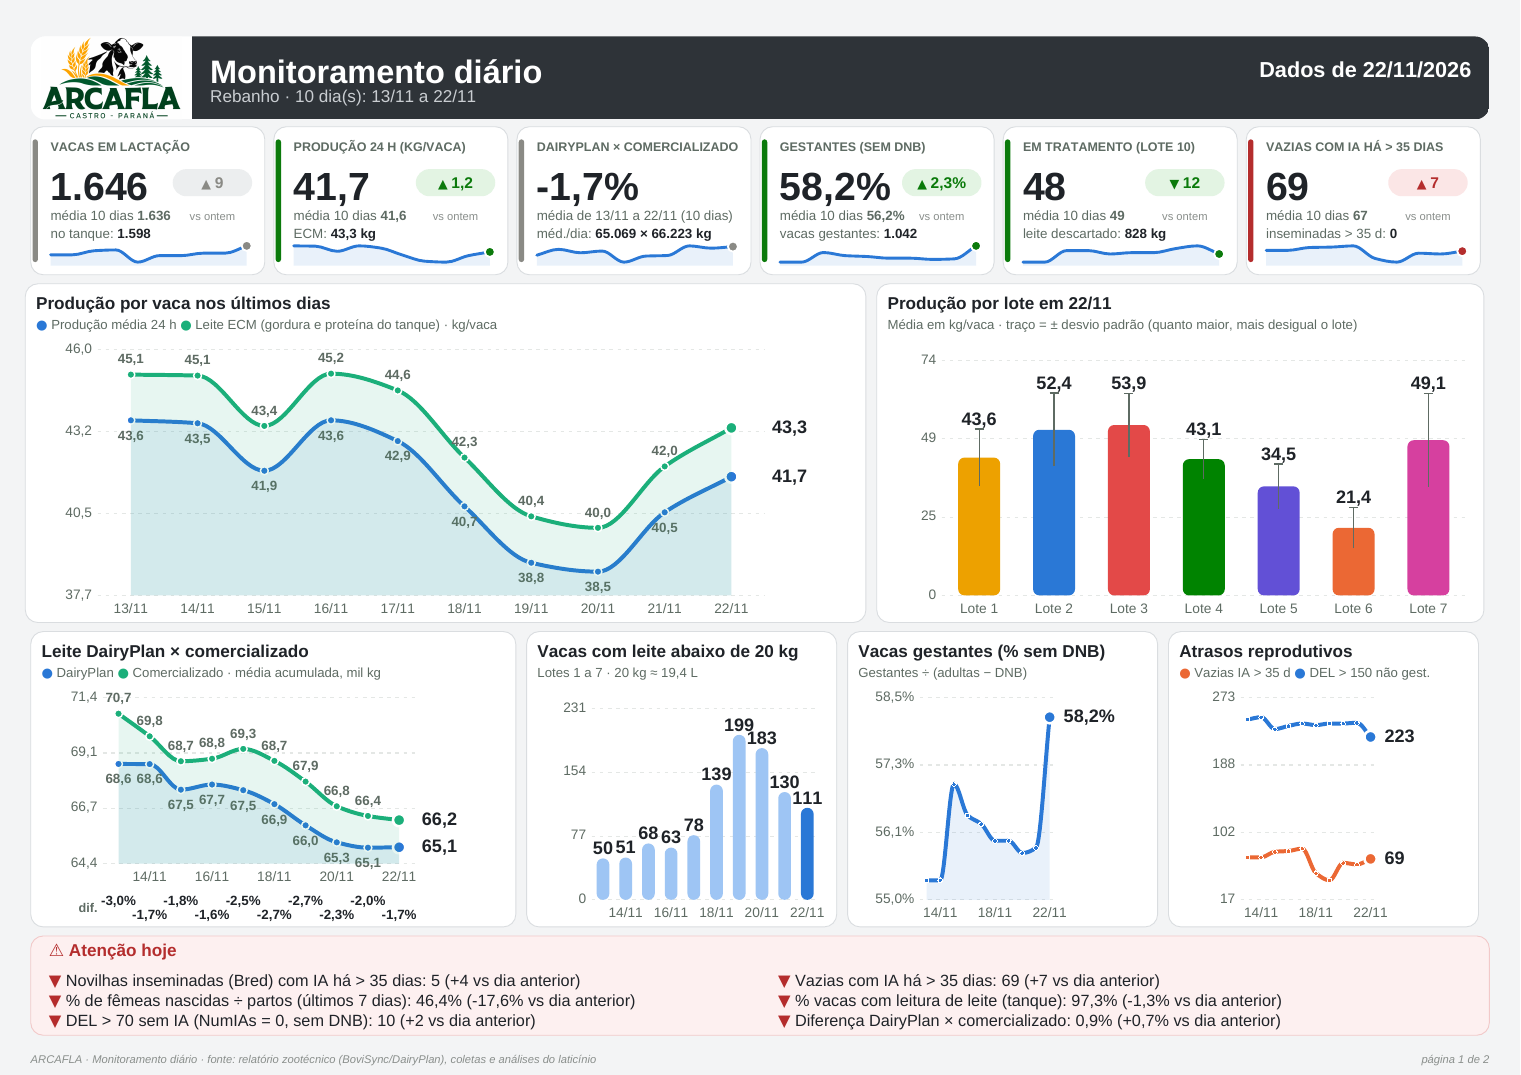 ARCAFLA
CASTRO - PARANÁ
Monitoramento diário
Rebanho · 10 dia(s): 13/11 a 22/11
Dados de 22/11/2026
VACAS EM LACTAÇÃO
1.646 ▲ 9
média 10 dias 1.636 vs ontem
no tanque: 1.598
PRODUÇÃO 24 H (KG/VACA)
41,7 ▲ 1,2
média 10 dias 41,6 vs ontem
ECM: 43,3 kg
DAIRYPLAN × COMERCIALIZADO
-1,7%
média de 13/11 a 22/11 (10 dias)
méd./dia: 65.069 × 66.223 kg
GESTANTES (SEM DNB)
58,2% ▲ 2,3%
média 10 dias 56,2% vs ontem
vacas gestantes: 1.042
EM TRATAMENTO (LOTE 10)
48 ▼ 12
média 10 dias 49 vs ontem
leite descartado: 828 kg
VAZIAS COM IA HÁ > 35 DIAS
69 ▲ 7
média 10 dias 67 vs ontem
inseminadas > 35 d: 0
Produção por vaca nos últimos dias
Produção média 24 h Leite ECM (gordura e proteína do tanque) · kg/vaca
46,0
43,2
40,5
37,7
45,1 45,1 43,4 45,2 44,6 42,3 40,4 40,0 42,0 43,3
43,6 43,5 41,9 43,6 42,9 40,7 38,8 38,5 40,5 41,7
13/11 14/11 15/11 16/11 17/11 18/11 19/11 20/11 21/11 22/11
Produção por lote em 22/11
Média em kg/vaca · traço = ± desvio padrão (quanto maior, mais desigual o lote)
74
49
25
0
43,6 52,4 53,9 43,1 34,5 21,4 49,1
Lote 1 Lote 2 Lote 3 Lote 4 Lote 5 Lote 6 Lote 7
Leite DairyPlan × comercializado
DairyPlan Comercializado · média acumulada, mil kg
71,4
69,1
66,7
64,4
70,7 69,8 68,7 68,8 69,3 68,7 67,9 66,8 66,4 66,2
68,6 68,6 67,5 67,7 67,5 66,9 66,0 65,3 65,1 65,1
14/11 16/11 18/11 20/11 22/11
dif. -3,0% -1,7% -1,8% -1,6% -2,5% -2,7% -2,7% -2,3% -2,0% -1,7%
Vacas com leite abaixo de 20 kg
Lotes 1 a 7 · 20 kg ≈ 19,4 L
231
154
77
0
50 51 68 63 78 139 199 183 130 111
14/11 16/11 18/11 20/11 22/11
Vacas gestantes (% sem DNB)
Gestantes ÷ (adultas − DNB)
58,5%
57,3%
56,1%
55,0%
58,2%
14/11 18/11 22/11
Atrasos reprodutivos
Vazias IA > 35 d DEL > 150 não gest.
273
188
102
17
223
69
14/11 18/11 22/11
⚠ Atenção hoje
▼ Novilhas inseminadas (Bred) com IA há > 35 dias: 5 (+4 vs dia anterior)
▼ % de fêmeas nascidas ÷ partos (últimos 7 dias): 46,4% (-17,6% vs dia anterior)
▼ DEL > 70 sem IA (NumIAs = 0, sem DNB): 10 (+2 vs dia anterior)
▼ Vazias com IA há > 35 dias: 69 (+7 vs dia anterior)
▼ % vacas com leitura de leite (tanque): 97,3% (-1,3% vs dia anterior)
▼ Diferença DairyPlan × comercializado: 0,9% (+0,7% vs dia anterior)
ARCAFLA · Monitoramento diário · fonte: relatório zootécnico (BoviSync/DairyPlan), coletas e análises do laticínio
página 1 de 2